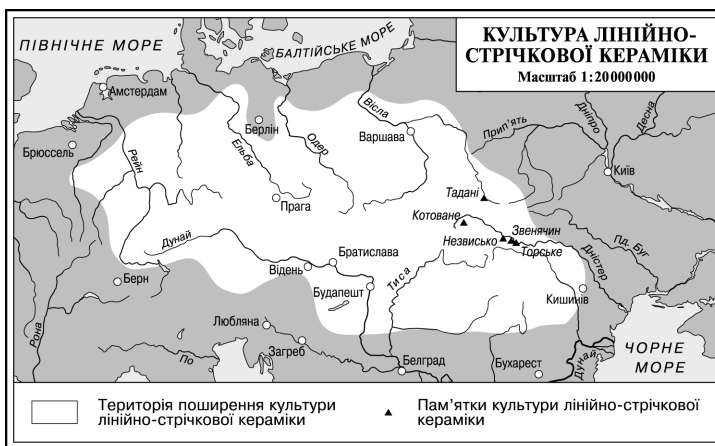 КУЛЬТУРА ЛІНІЙНО-
СТРІЧКОВОЇ КЕРАМІКИ
Масштаб 1:20000000
ПІВНІЧНЕ МОРЕ
БАЛТІЙСЬКЕ МОРЕ
Амстердам
Берлін
Вісла
Варшава
Прип'ять
Дніпро
Десна
Брюссель
Рейн
Ельба
Одер
Київ
Прага
Тадані
Котоване
Звенячин
Незвисько
Торське
Дністер
Пд. Буг
Дунай
Братислава
Відень
Берн
Будапешт
Тиса
Кишинів
Рона
Любляна
Загреб
По
Белград
Бухарест
Дунай
ЧОРНЕ
МОРЕ
Територія поширення культури
лінійно-стрічкової кераміки
Пам'ятки культури лінійно-стрічкової
кераміки